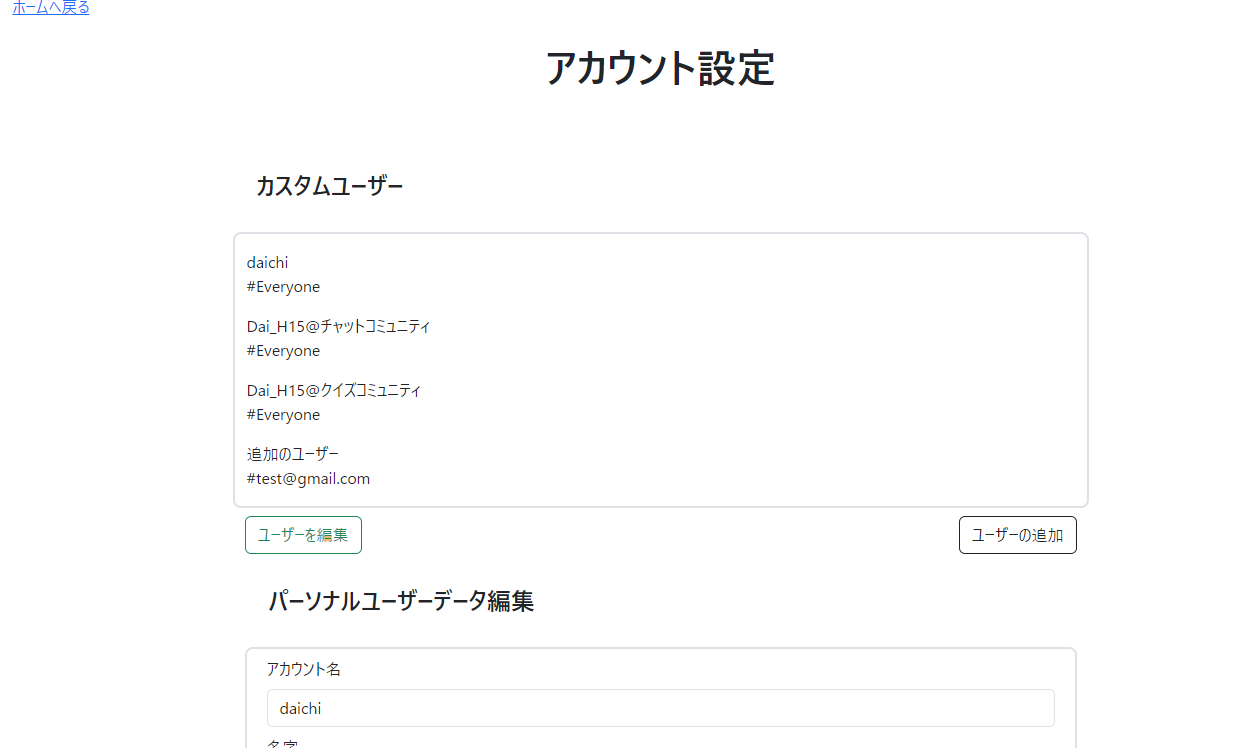 ホームへ戻る
アカウント設定
カスタムユーザー
daichi
#Everyone
Dai_H15@チャットコミュニティ
#Everyone
Dai_H15@クイズコミュニティ
#Everyone
追加のユーザー
#test@gmail.com
ユーザーを編集
ユーザーの追加
パーソナルユーザーデータ編集
アカウント名
daichi
名字